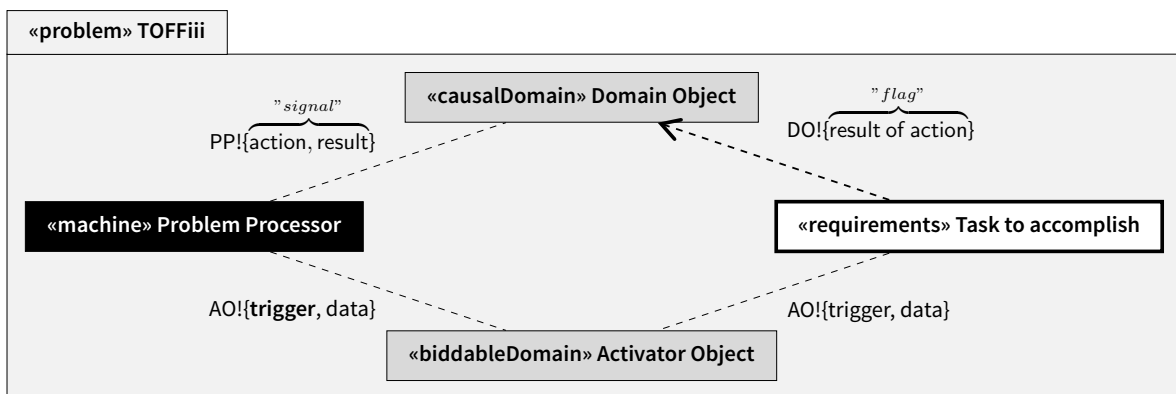 «problem» TOFFiii
«causalDomain» Domain Object
"signal"
PP!{action, result}
"flag"
DO!{result of action}
«machine» Problem Processor
«requirements» Task to accomplish
AO!{trigger, data}
AO!{trigger, data}
«biddableDomain» Activator Object